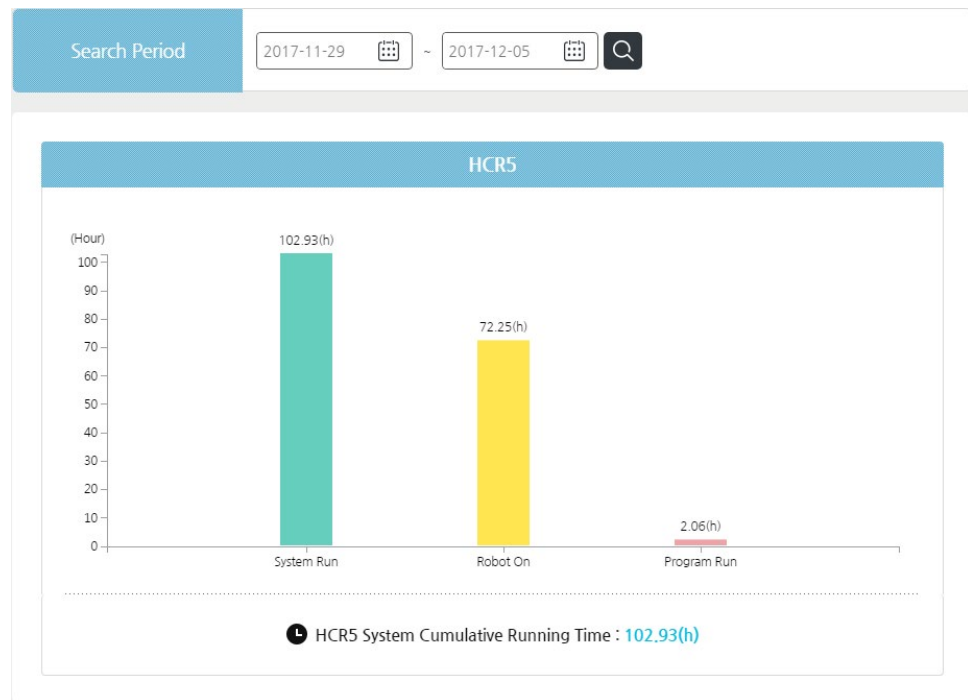 Search Period 2017-11-29 ~ 2017-12-05
HCR5
(Hour)
100
90
80
70
60
50
40
30
20
10
0
102.93(h)
72.25(h)
2.06(h)
System Run Robot On Program Run
HCR5 System Cumulative Running Time : 102.93(h)